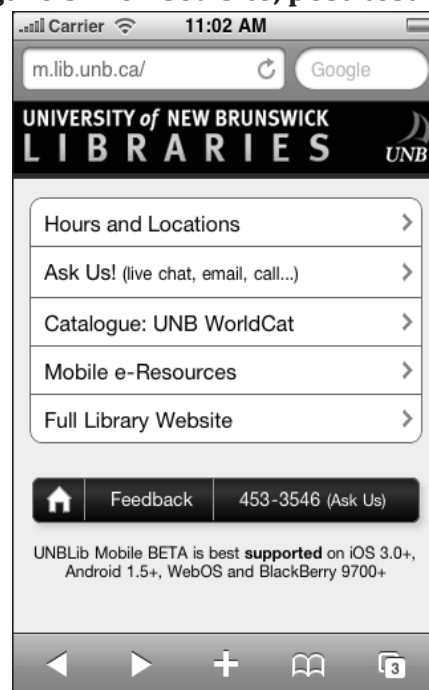 Carrier 11:02 AM
m.lib.unb.ca/ Google
UNIVERSITY of NEW BRUNSWICK
LIBRARIES UNB
Hours and Locations
Ask Us! (live chat, email, call...)
Catalogue: UNB WorldCat
Mobile e-Resources
Full Library Website
Feedback 453-3546 (Ask Us)
UNBLib Mobile BETA is best supported on iOS 3.0+,
Android 1.5+, WebOS and BlackBerry 9700+
3